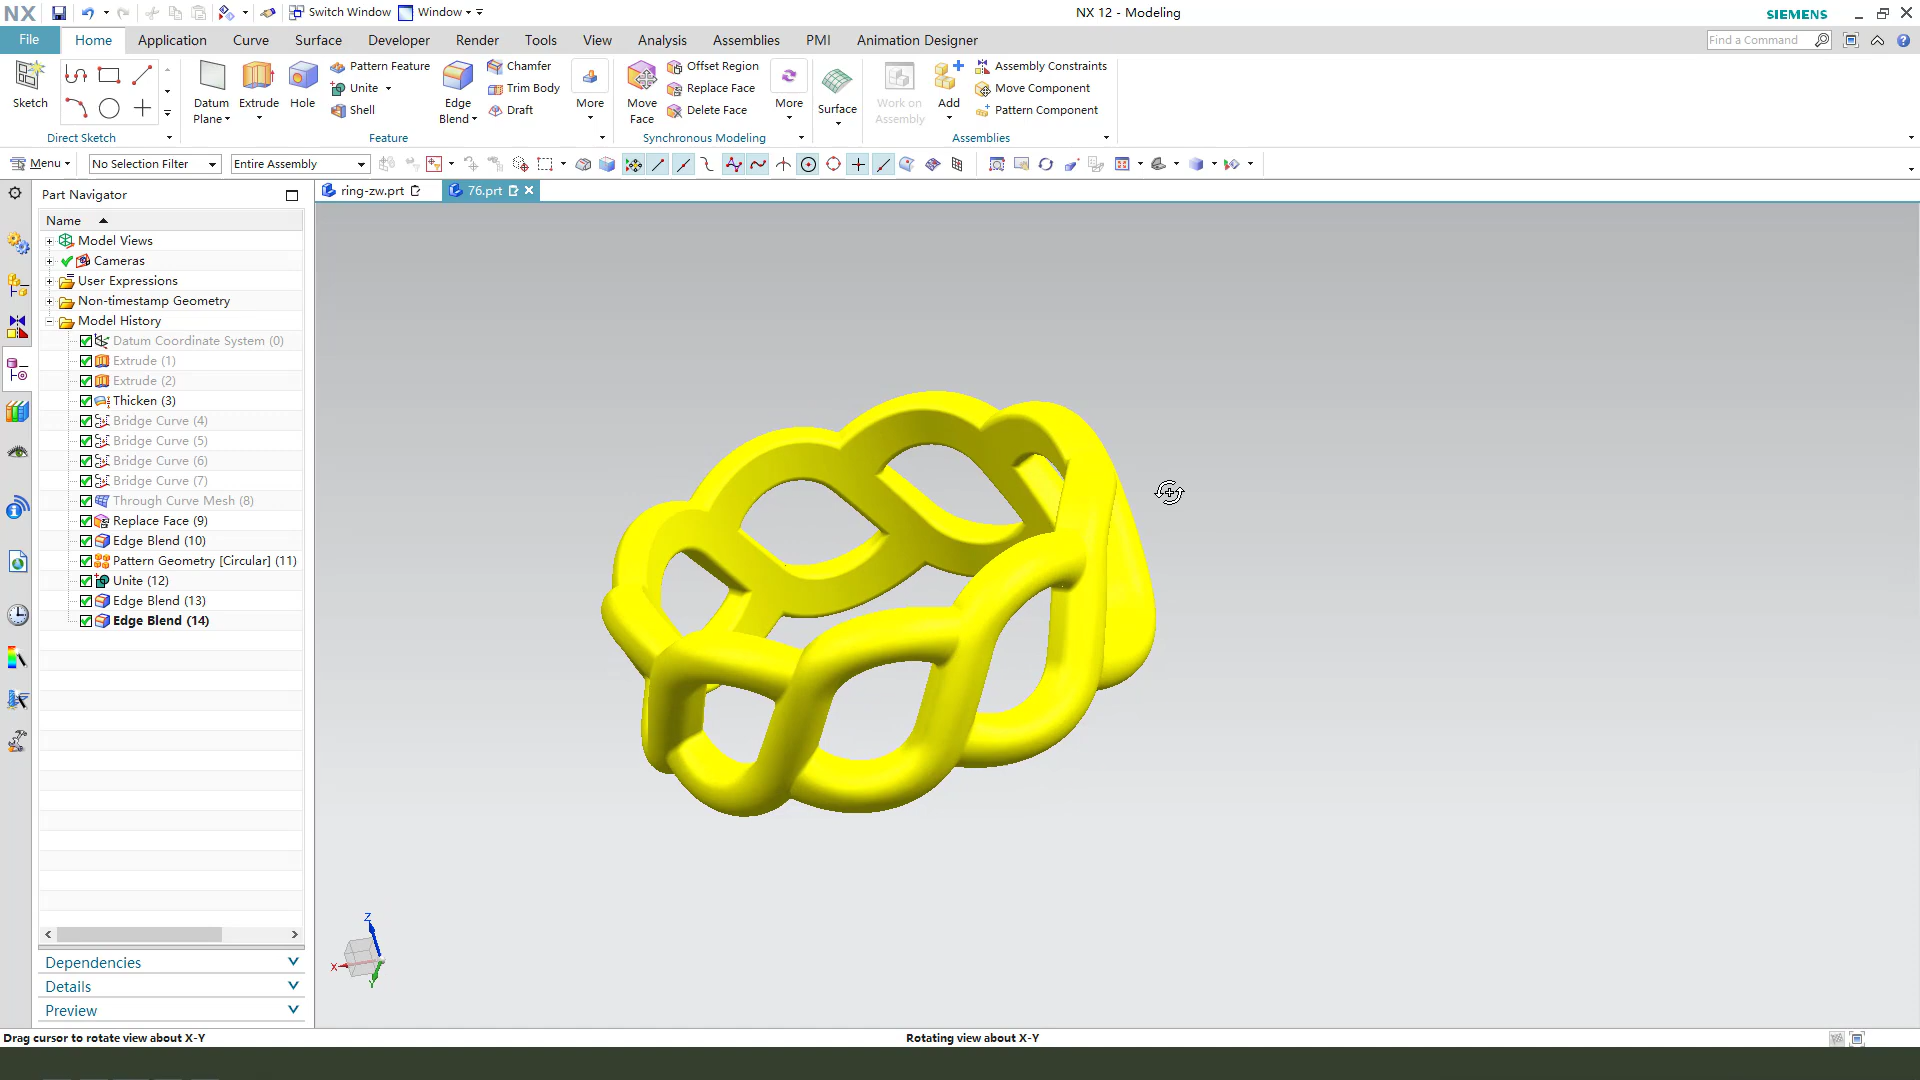 NX Switch Window Window NX 12 - Modeling SIEMENS
File Home Application Curve Surface Developer Render Tools View Analysis Assemblies PMI Animation Designer Find a Command
Sketch
Direct Sketch
Datum Plane Extrude Hole
Pattern Feature
Unite
Shell
Edge Blend
Chamfer
Trim Body
Draft
More
Feature
Move Face
Offset Region
Replace Face
Delete Face
More
Synchronous Modeling
Surface
Work on Assembly
Add
Assembly Constraints
Move Component
Pattern Component
Assemblies
Menu No Selection Filter Entire Assembly
Part Navigator
ring-zw.prt 76.prt
Name
Model Views
Cameras
User Expressions
Non-timestamp Geometry
Model History
Datum Coordinate System (0)
Extrude (1)
Extrude (2)
Thicken (3)
Bridge Curve (4)
Bridge Curve (5)
Bridge Curve (6)
Bridge Curve (7)
Through Curve Mesh (8)
Replace Face (9)
Edge Blend (10)
Pattern Geometry [Circular] (11)
Unite (12)
Edge Blend (13)
Edge Blend (14)
Dependencies
Details
Preview
Z
X
Y
Drag cursor to rotate view about X-Y Rotating view about X-Y